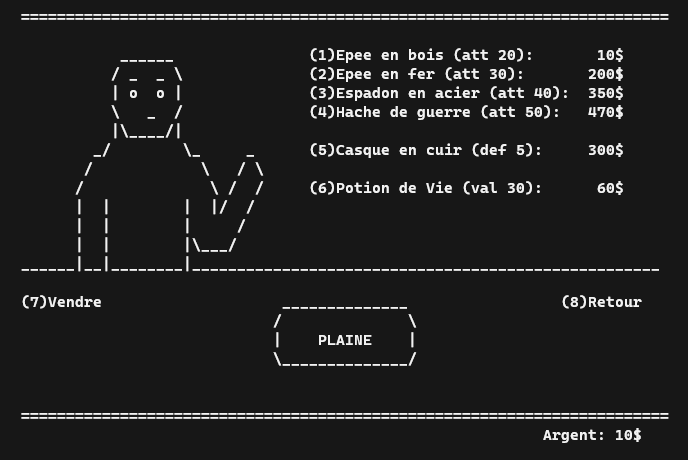 (1)Epee en bois (att 20): 10$
(2)Epee en fer (att 30): 200$
(3)Espadon en acier (att 40): 350$
(4)Hache de guerre (att 50): 470$
(5)Casque en cuir (def 5): 300$
(6)Potion de Vie (val 30): 60$
(7)Vendre (8)Retour
PLAINE
Argent: 10$